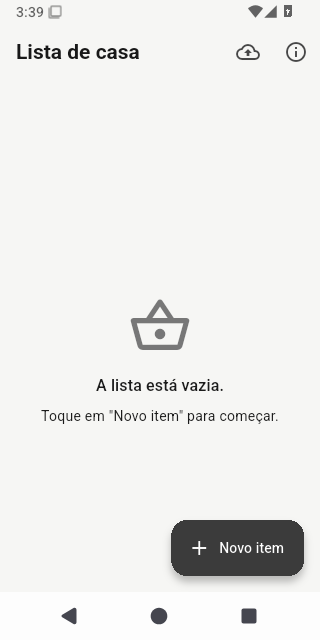 3:39
Lista de casa
A lista está vazia.
Toque em "Novo item" para começar.
Novo item